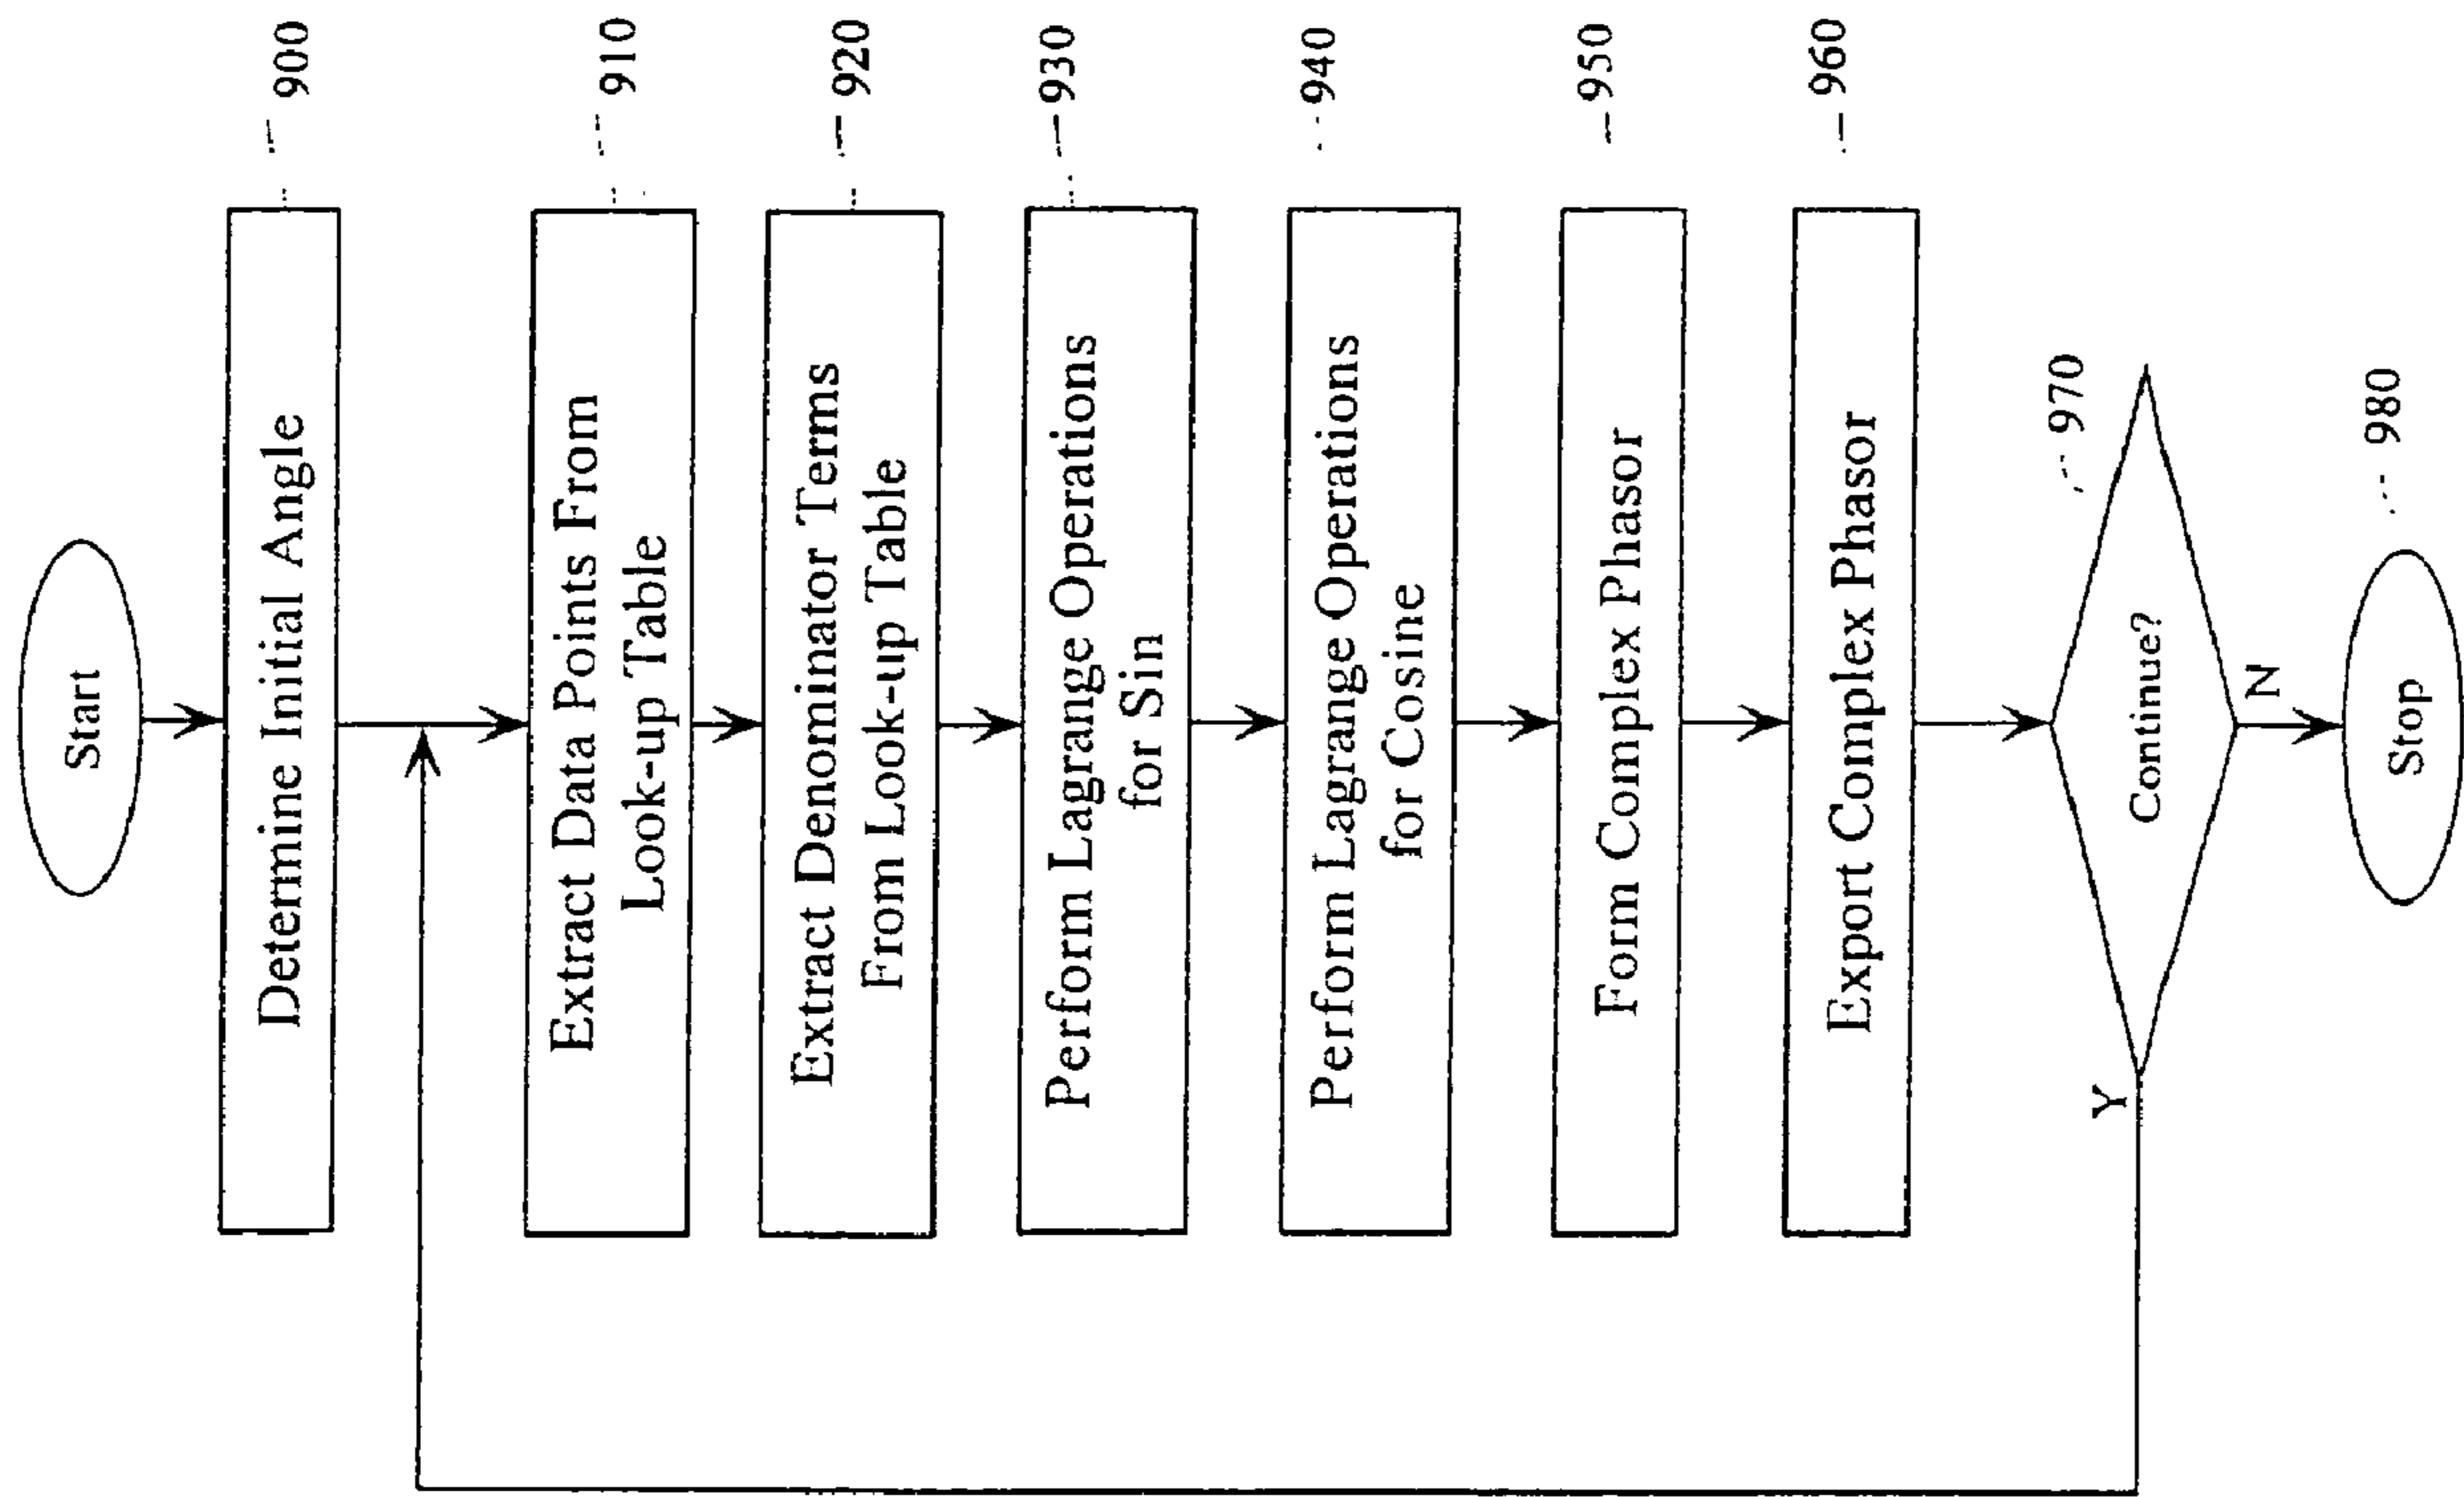 Start
Determine Initial Angle
900
Extract Data Points From
Look-up Table
910
Extract Denominator Terms
From Look-up Table
920
Perform Lagrange Operations
for Sin
930
Perform Lagrange Operations
for Cosine
940
Form Complex Phasor
950
Export Complex Phasor
960
Continue?
970
Y
N
Stop
980